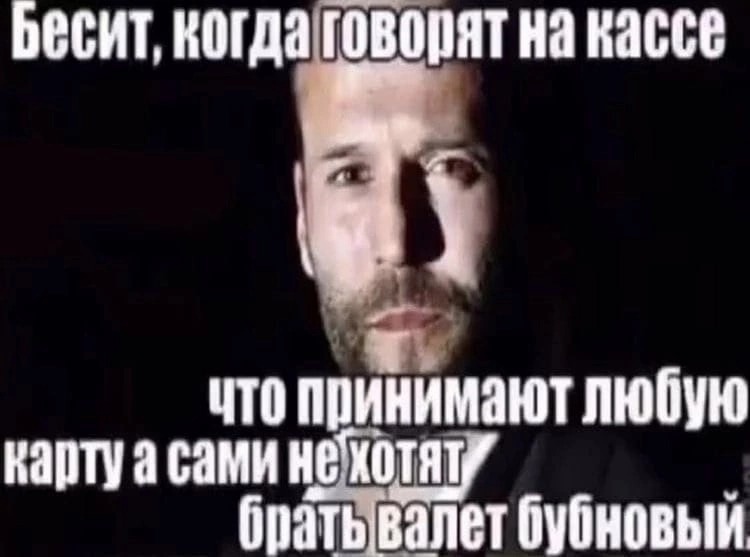 Бесит, когда говорят на кассе
что принимают любую
карту а сами не хотят
брать валет бубновый